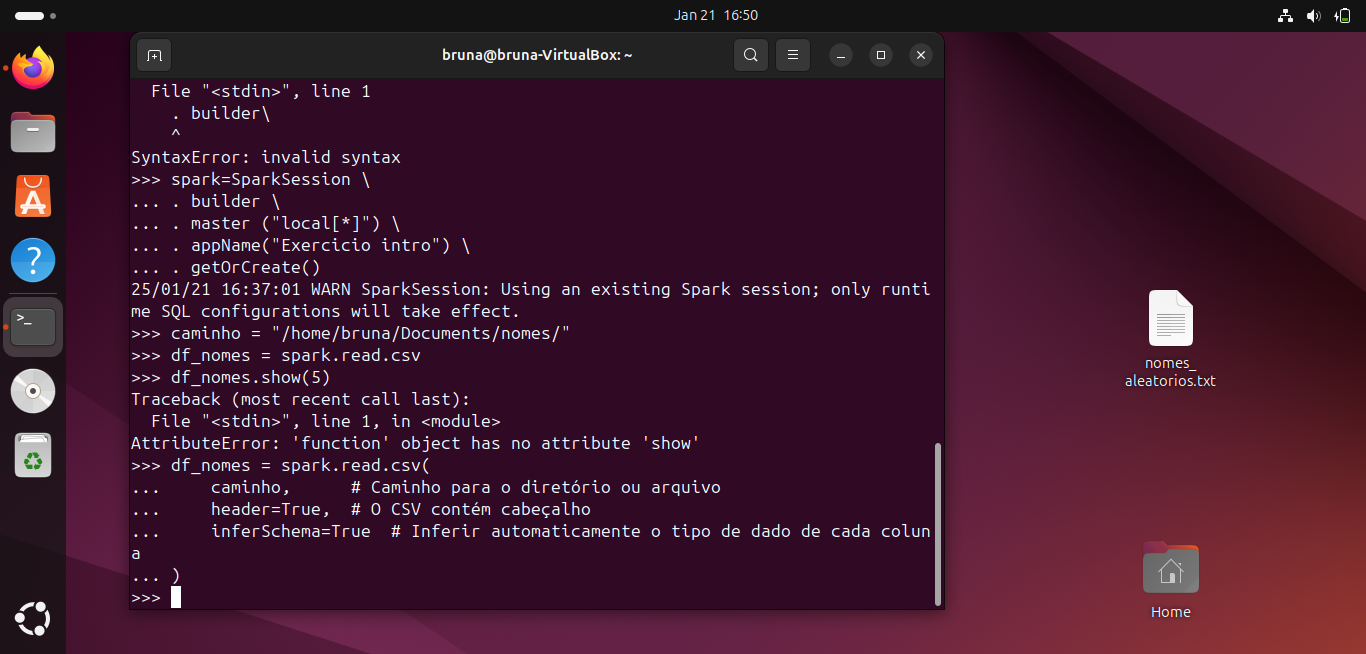 Jan 21 16:50
bruna@bruna-VirtualBox: ~
File "<stdin>", line 1
. builder\
^
SyntaxError: invalid syntax
>>> spark=SparkSession \
... . builder \
... . master ("local[*]") \
... . appName("Exercicio intro") \
... . getOrCreate()
25/01/21 16:37:01 WARN SparkSession: Using an existing Spark session; only runti
me SQL configurations will take effect.
>>> caminho = "/home/bruna/Documents/nomes/"
>>> df_nomes = spark.read.csv
>>> df_nomes.show(5)
Traceback (most recent call last):
  File "<stdin>", line 1, in <module>
AttributeError: 'function' object has no attribute 'show'
>>> df_nomes = spark.read.csv(
...     caminho,      # Caminho para o diretório ou arquivo
...     header=True,  # O CSV contém cabeçalho
...     inferSchema=True  # Inferir automaticamente o tipo de dado de cada colun
a
... )
>>>
nomes_
aleatorios.txt
Home